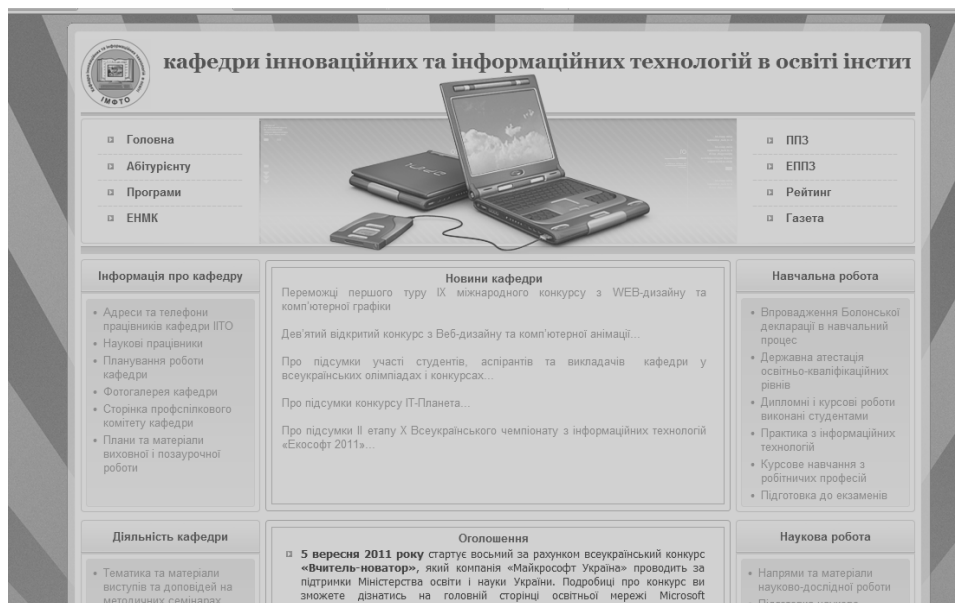 кафедри інноваційних та інформаційних технологій в освіті інстит
ІМФТО
Головна
Абітурієнту
Програми
ЕНМК
ППЗ
ЕППЗ
Рейтинг
Газета
Інформація про кафедру
Адреси та телефони
працівників кафедри ІІТО
Наукові працівники
Планування роботи
кафедри
Фотогалерея кафедри
Сторінка профспілкового
комітету кафедри
Плани та матеріали
виховної і позаурочної
роботи
Новини кафедри
Переможці першого туру IX міжнародного конкурсу з WEB-дизайну та
комп'ютерної графіки
Дев'ятий відкритий конкурс з Веб-дизайну та комп'ютерної анімації...
Про підсумки участі студентів, аспірантів та викладачів кафедри у
всеукраїнських олімпіадах і конкурсах...
Про підсумки конкурсу ІТ-Планета...
Про підсумки II етапу X Всеукраїнського чемпіонату з інформаційних технологій
«Екософт 2011»...
Навчальна робота
Впровадження Болонської
декларації в навчальний
процес
Державна атестація
освітньо-кваліфікаційних
рівнів
Дипломні і курсові роботи
виконані студентами
Практика з інформаційних
технологій
Курсове навчання з
робітничих професій
Підготовка до екзаменів
Діяльність кафедри
Тематика та матеріали
виступів та доповідей на
методичних семінарах
Оголошення
5 вересня 2011 року стартує восьмий за рахунком всеукраїнський конкурс
«Вчитель-новатор», який компанія «Майкрософт Україна» проводить за
підтримки Міністерства освіти і науки України. Подробиці про конкурс ви
зможете дізнатись на головній сторінці освітньої мережі Microsoft
Наукова робота
Напрями та матеріали
науково-дослідної роботи